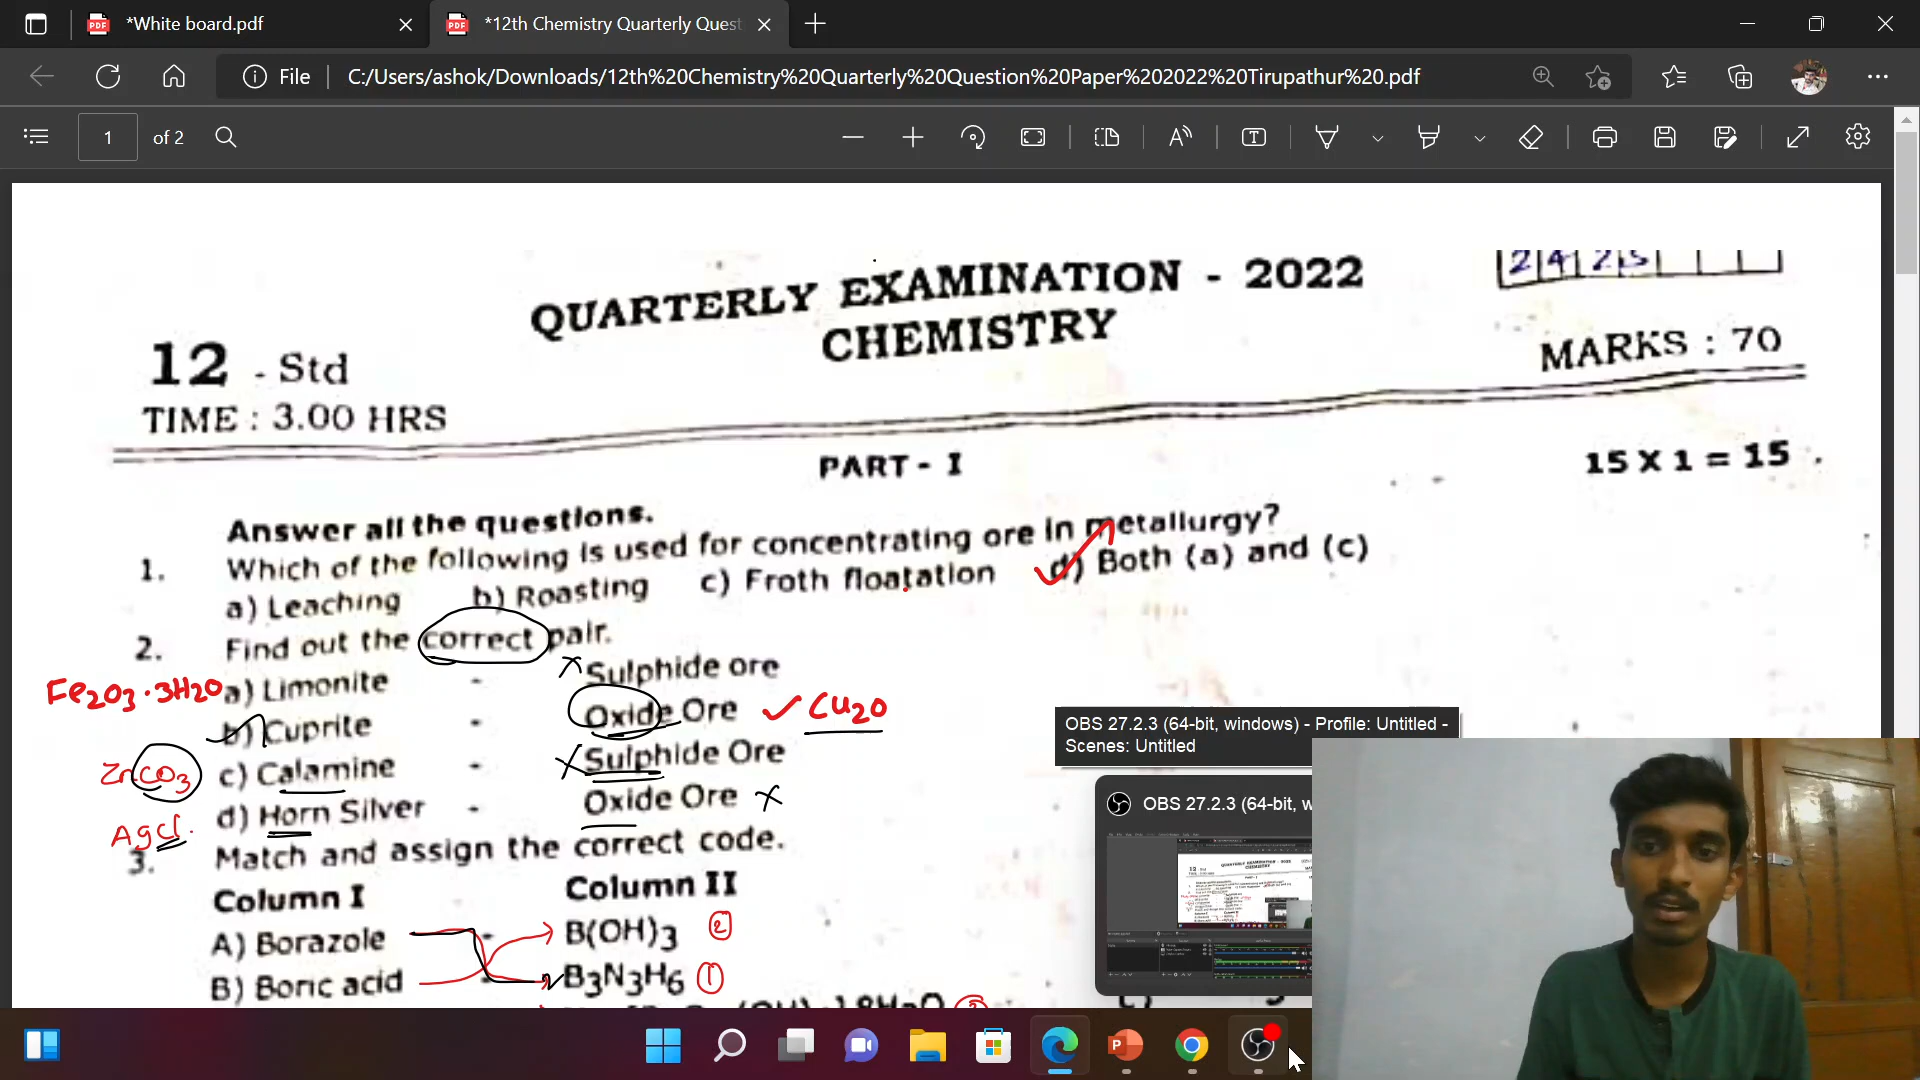 *White board.pdf
*12th Chemistry Quarterly Quest
File
C:/Users/ashok/Downloads/12th%20Chemistry%20Quarterly%20Question%20Paper%202022%20Tirupathur%20.pdf
1 of 2
QUARTERLY EXAMINATION - 2022
CHEMISTRY
2 4 2 5
12 - Std
MARKS : 70
TIME : 3.00 HRS
PART - I
15 X 1 = 15
Answer all the questions.
1. Which of the following is used for concentrating ore in metallurgy?
a) Leaching b) Roasting c) Froth floatation d) Both (a) and (c)
2. Find out the correct pair.
Fe2O3.3H2O a) Limonite - Sulphide ore
b) Cuprite - Oxide Ore Cu2O
ZnCO3 c) Calamine - Sulphide Ore
AgCl. d) Horn Silver - Oxide Ore
3. Match and assign the correct code.
Column I Column II
A) Borazole - B(OH)3 2
B) Boric acid - B3N3H6 1
OBS 27.2.3 (64-bit, windows) - Profile: Untitled -
Scenes: Untitled
OBS 27.2.3 (64-bit, w